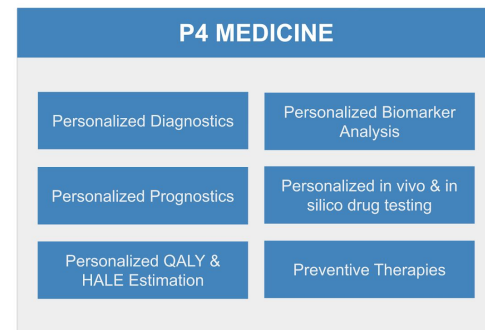 P4 MEDICINE
Personalized Diagnostics
Personalized Biomarker
Analysis
Personalized Prognostics
Personalized in vivo & in
silico drug testing
Personalized QALY &
HALE Estimation
Preventive Therapies